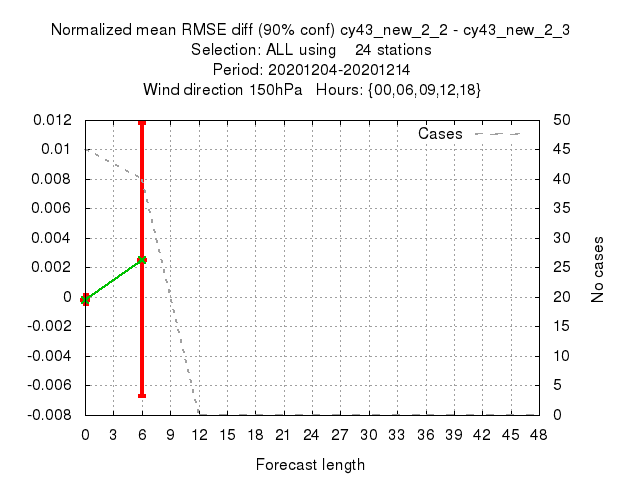 Normalized mean RMSE diff (90% conf) cy43_new_2_2 - cy43_new_2_3
Selection: ALL using 24 stations
Period: 20201204-20201214
Wind direction 150hPa Hours: {00,06,09,12,18}
Cases
0.012
0.01
0.008
0.006
0.004
0.002
0
-0.002
-0.004
-0.006
-0.008
50
45
40
35
30
25
20
15
10
5
0
No cases
0 3 6 9 12 15 18 21 24 27 30 33 36 39 42 45 48
Forecast length